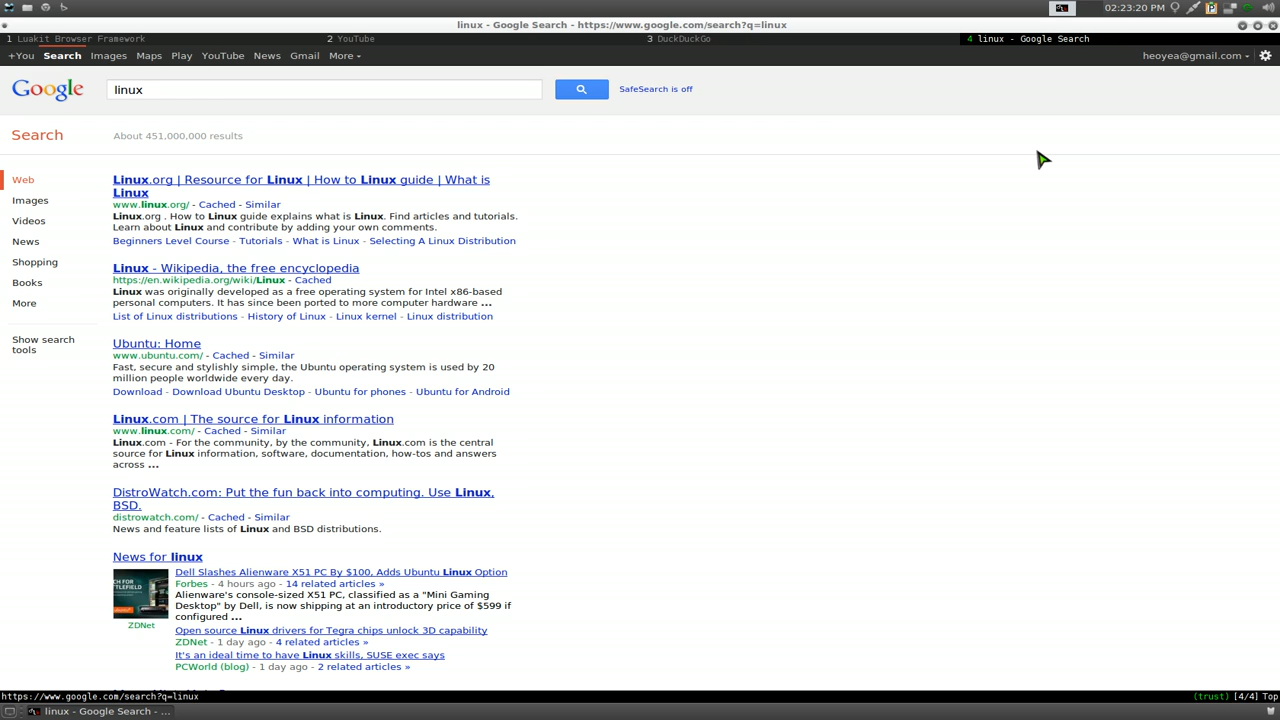 02:23:20 PM
linux - Google Search - https://www.google.com/search?q=linux
1 Luakit Browser Framework 2 YouTube 3 DuckDuckGo 4 linux - Google Search
+You Search Images Maps Play YouTube News Gmail More heoyea@gmail.com
Google linux SafeSearch is off
Search About 451,000,000 results
Web
Images
Videos
News
Shopping
Books
More
Show search
tools
Linux.org | Resource for Linux | How to Linux guide | What is
Linux
www.linux.org/ - Cached - Similar
Linux.org . How to Linux guide explains what is Linux. Find articles and tutorials.
Learn about Linux and contribute by adding your own comments.
Beginners Level Course - Tutorials - What is Linux - Selecting A Linux Distribution
Linux - Wikipedia, the free encyclopedia
https://en.wikipedia.org/wiki/Linux - Cached
Linux was originally developed as a free operating system for Intel x86-based
personal computers. It has since been ported to more computer hardware ...
List of Linux distributions - History of Linux - Linux kernel - Linux distribution
Ubuntu: Home
www.ubuntu.com/ - Cached - Similar
Fast, secure and stylishly simple, the Ubuntu operating system is used by 20
million people worldwide every day.
Download - Download Ubuntu Desktop - Ubuntu for phones - Ubuntu for Android
Linux.com | The source for Linux information
www.linux.com/ - Cached - Similar
Linux.com - For the community, by the community, Linux.com is the central
source for Linux information, software, documentation, how-tos and answers
across ...
DistroWatch.com: Put the fun back into computing. Use Linux,
BSD.
distrowatch.com/ - Cached - Similar
News and feature lists of Linux and BSD distributions.
News for linux
Dell Slashes Alienware X51 PC By $100, Adds Ubuntu Linux Option
Forbes - 4 hours ago - 14 related articles »
Alienware's console-sized X51 PC, classified as a "Mini Gaming
Desktop" by Dell, is now shipping at an introductory price of $599 if
configured ...
ZDNet
Open source Linux drivers for Tegra chips unlock 3D capability
ZDNet - 1 day ago - 4 related articles »
It's an ideal time to have Linux skills, SUSE exec says
PCWorld (blog) - 1 day ago - 2 related articles »
https://www.google.com/search?q=linux (trust) [4/4] Top
linux - Google Search - ...